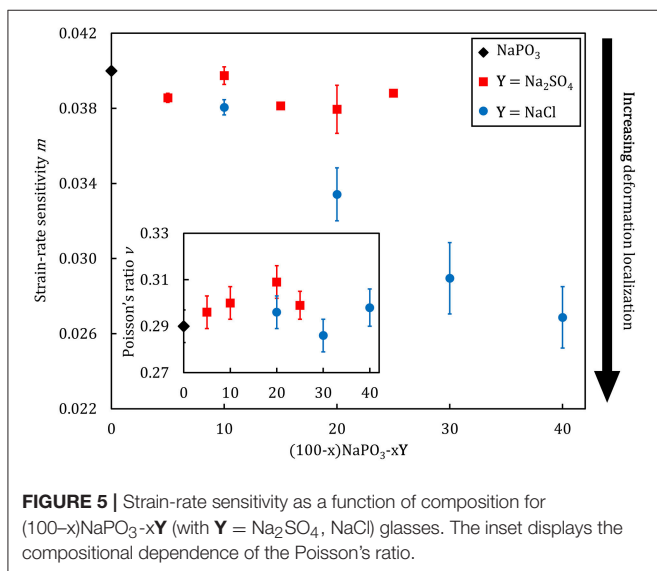 0.042
0.038
0.034
0.030
0.026
0.022
Strain-rate sensitivity m
NaPO₃
Y = Na₂SO₄
Y = NaCl
Increasing deformation localization
0.33
0.31
0.29
0.27
Poisson's ratio ν
0 10 20 30 40
0 10 20 30 40
(100-x)NaPO₃-xY
FIGURE 5 | Strain-rate sensitivity as a function of composition for
(100–x)NaPO₃-xY (with Y = Na₂SO₄, NaCl) glasses. The inset displays the
compositional dependence of the Poisson's ratio.